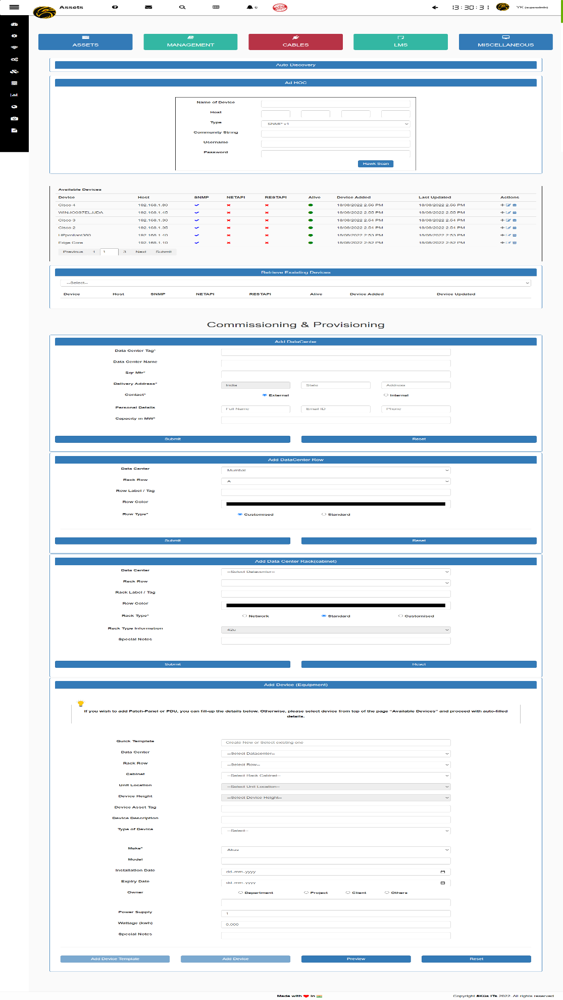 Assets 6 13:30:31 YK (superadmin)
ASSETS MANAGEMENT CABLES LMS MISCELLANEOUS
Auto Discovery
Ad HOC
Name of Device
Host
Type SNMP v1
Community String
Username
Password
Hawk Scan
Available Devices
Device Host SNMP NETAPI RESTAPI Alive Device Added Last Updated Actions
Cisco 4 192.168.1.80 18/08/2022 2:56 PM 18/08/2022 2:56 PM
192.168.1.45 18/08/2022 2:55 PM 18/08/2022 2:55 PM
Cisco 3 192.168.1.30 18/08/2022 2:54 PM 18/08/2022 2:54 PM
Cisco 2 192.168.1.35 18/08/2022 2:54 PM 18/08/2022 2:54 PM
HPproliant380 192.168.1.40 18/08/2022 2:53 PM 18/08/2022 2:53 PM
Edge Core 192.168.1.10 18/08/2022 2:52 PM 18/08/2022 2:52 PM
Previous 1 1 3 Next Submit
Retrieve Exsisting Devices
--Select--
Device Host SNMP NETAPI RESTAPI Alive Device Added Device Updated
Commissioning & Provisioning
Add DataCenter
Data Center Tag*
Data Center Name
Sqr Mtr*
Delivery Address* India State Address
Contact* External Internal
Personal Details Full Name Email ID Phone
Capacity in MW*
Submit Reset
Add DataCenter Row
Data Center Mumbai
Rack Row A
Row Label / Tag
Row Color
Row Type* Customised Standard
Submit Reset
Add Data Center Rack(cabinet)
Data Center --Select Datacenter--
Rack Row
Rack Label / Tag
Row Color
Rack Type* Network Standard Customised
Rack Type Information 42u
Special Notes
Submit Reset
Add Device (Equipment)
If you wish to add Patch-Panel or PDU, you can fill-up the details below. Otherwise, please select device from top of the page "Available Devices" and proceed with auto-filled
details.
Quick Template Create New or Select existing one
Data Center --Select Datacenter--
Rack Row --Select Row--
Cabinet --Select Rack Cabinet--
Unit Location --Select Unit Location--
Device Height --Select Device Height--
Device Asset Tag
Device Description
Type of Device --Select--
Make* Akus
Model
Installation Date dd-mm-yyyy
Expiry Date dd-mm-yyyy
Owner Department Project Client Others
Power Supply 1
Wattage (kwh) 0.000
Special Notes
Add Device Template Add Device Preview Reset
Made with in
Copyright āKūs ITs 2022. All rights reserved